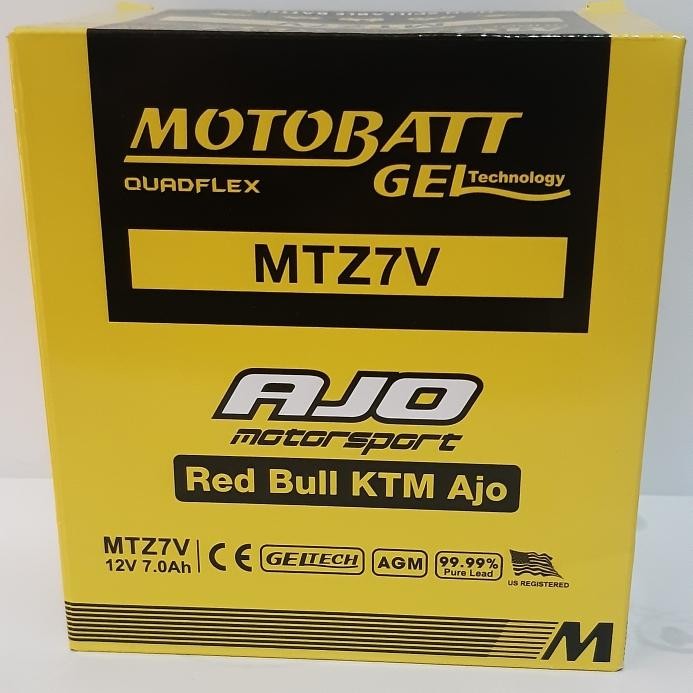 MOTOBATT
QUADFLEX
GEL Technology
MTZ7V
AJO
motorsport
Red Bull KTM Ajo
MTZ7V
12V 7.0Ah
CE
GELTECH
AGM
99.99%
Pure Lead
US REGISTERED
M